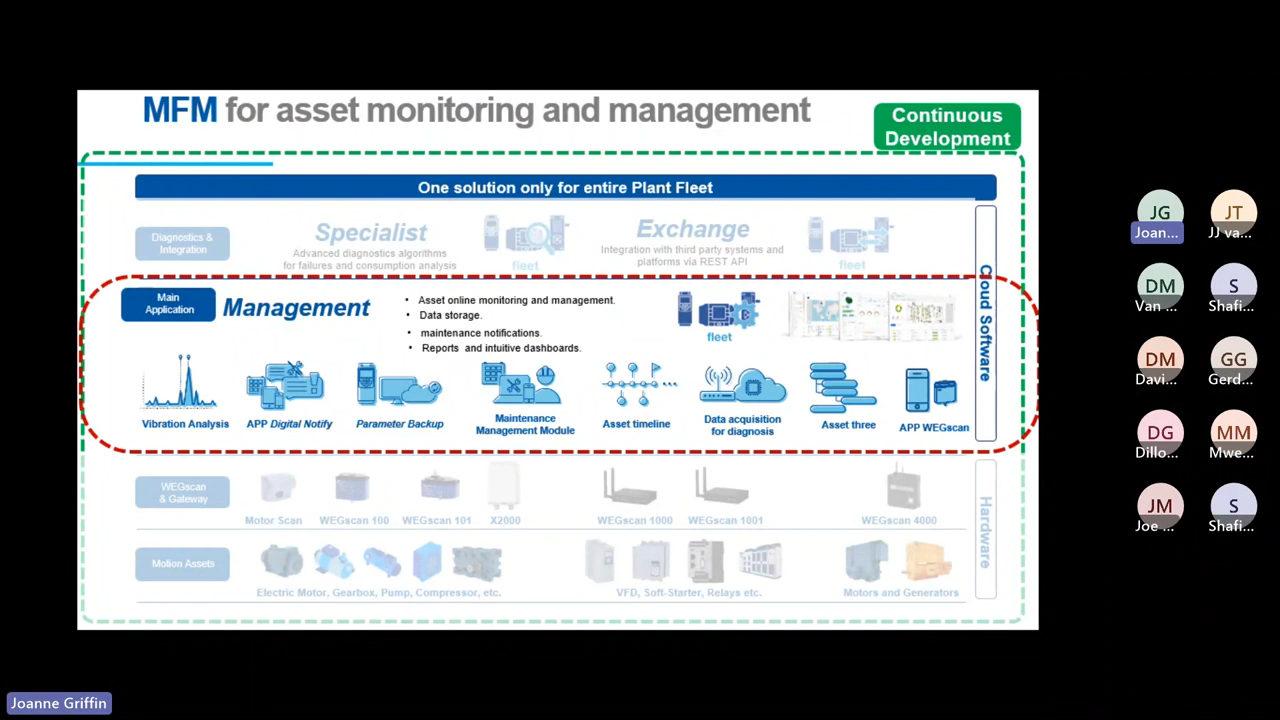 MFM for asset monitoring and management
Continuous
Development
One solution only for entire Plant Fleet
Diagnostics &
Integration
Specialist
Advanced diagnostics algorithms
for failures and consumption analysis
fleet
Exchange
Integration with third party systems and
platforms via REST API
fleet
Cloud Software
Main
Application
Management
• Asset online monitoring and management.
• Data storage.
• maintenance notifications.
• Reports and intuitive dashboards.
fleet
Vibration Analysis
APP Digital Notify
Parameter Backup
Maintenance
Management Module
Asset timeline
Data acquisition
for diagnosis
Asset three
APP WEGscan
WEGscan
& Gateway
Motor Scan
WEGscan 100
WEGscan 101
X2000
WEGscan 1000
WEGscan 1001
WEGscan 4000
Hardware
Motion Assets
Electric Motor, Gearbox, Pump, Compressor, etc.
VFD, Soft-Starter, Relays etc.
Motors and Generators
JG
Joan...
JT
JJ va...
DM
Van ...
S
Shafi...
DM
Davi...
GG
Gerd...
DG
Dillo...
MM
Mwe...
JM
Joe ...
S
Shafi...
Joanne Griffin